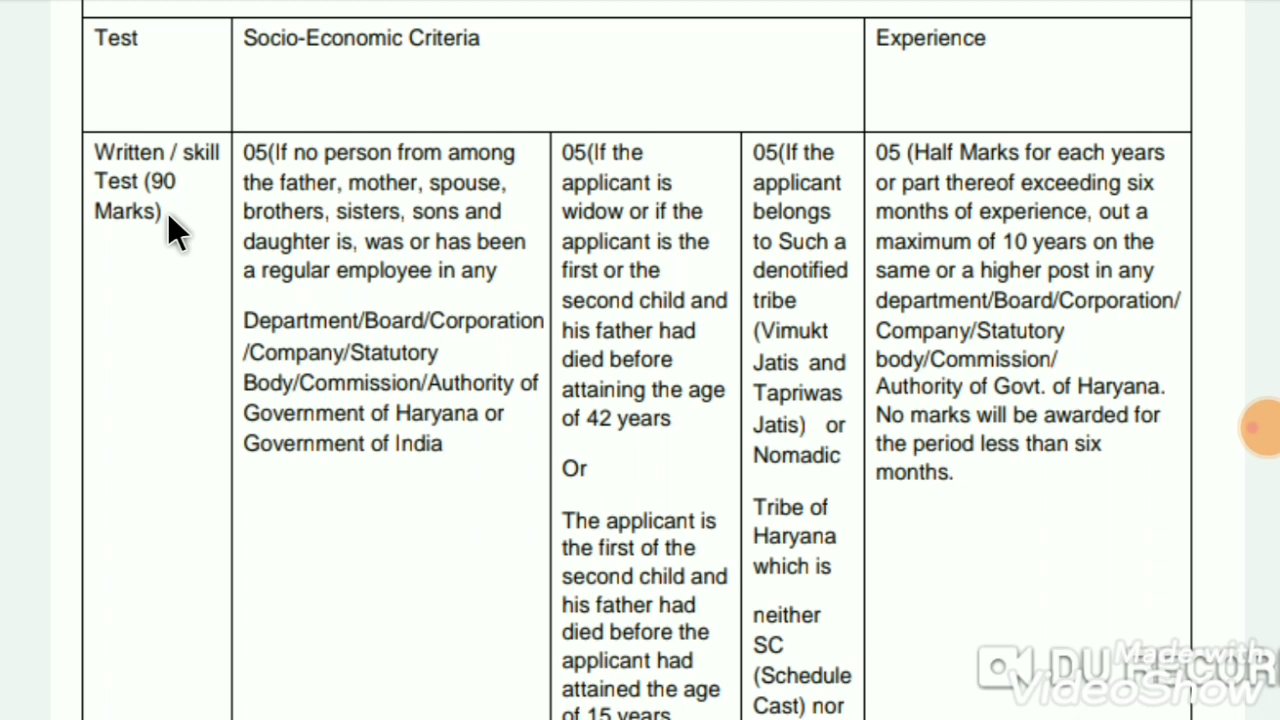 Test
Socio-Economic Criteria
Experience
Written / skill
Test (90
Marks)
05(If no person from among
the father, mother, spouse,
brothers, sisters, sons and
daughter is, was or has been
a regular employee in any
Department/Board/Corporation
/Company/Statutory
Body/Commission/Authority of
Government of Haryana or
Government of India
05(If the
applicant is
widow or if the
applicant is the
first or the
second child and
his father had
died before
attaining the age
of 42 years
Or
The applicant is
the first of the
second child and
his father had
died before the
applicant had
attained the age
of 15 years
05(If the
applicant
belongs
to Such a
denotified
tribe
(Vimukt
Jatis and
Tapriwas
Jatis) or
Nomadic
Tribe of
Haryana
which is
neither
SC
(Schedule
Cast) nor
05 (Half Marks for each years
or part thereof exceeding six
months of experience, out a
maximum of 10 years on the
same or a higher post in any
department/Board/Corporation/
Company/Statutory
body/Commission/
Authority of Govt. of Haryana.
No marks will be awarded for
the period less than six
months.
Made with
DU RECOR
VideoShow